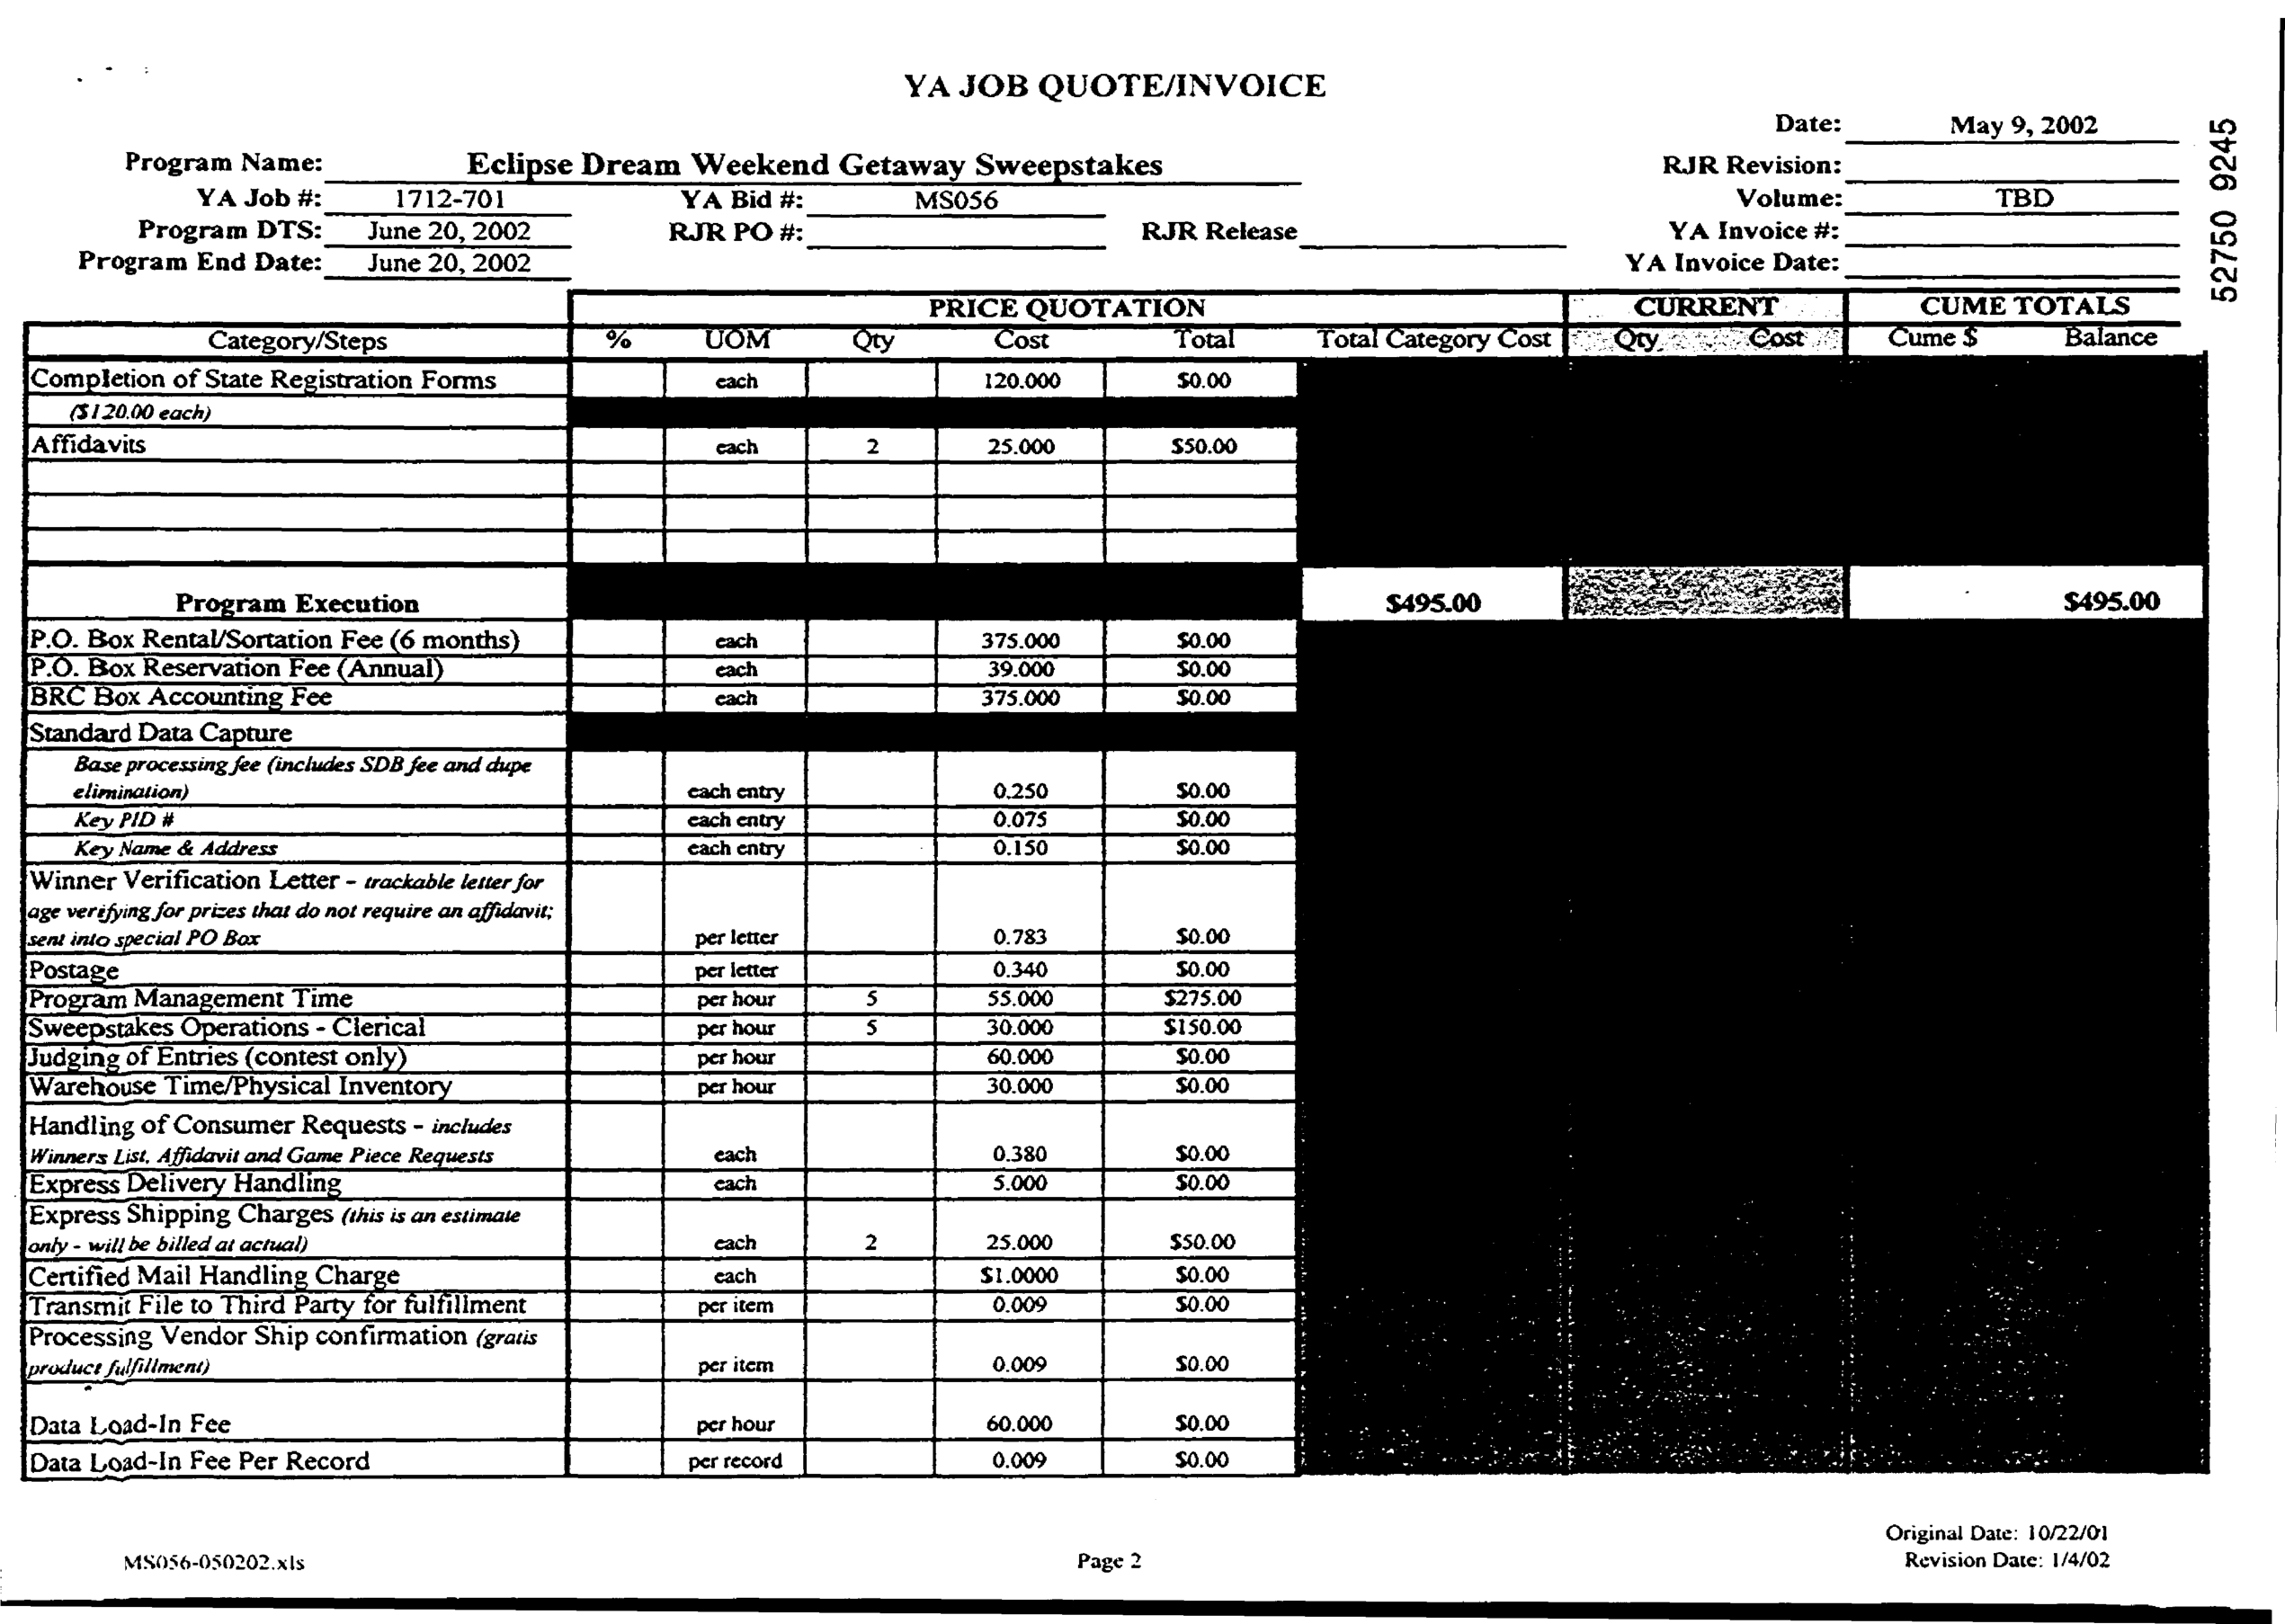 YA JOB QUOTE/INVOICE
Date: May 9, 2002
Program Name: Eclipse Dream Weekend Getaway Sweepstakes RJR Revision:
YA Job #: 1712-701 YA Bid #: MS056 Volume: TBD
Program DTS: June 20, 2002 RJR PO #: RJR Release YA Invoice #:
Program End Date: June 20, 2002 YA Invoice Date:
52750 9245
PRICE QUOTATION CURRENT CUME TOTALS
Category/Steps % UOM Qty Cost Total Total Category Cost Qty Cost Cume $ Balance
Completion of State Registration Forms each 120.000 $0.00
($120.00 each)
Affidavits each 2 25.000 $50.00
Program Execution $495.00 $495.00
P.O. Box Rental/Sortation Fee (6 months) each 375.000 $0.00
P.O. Box Reservation Fee (Annual) each 39.000 $0.00
BRC Box Accounting Fee each 375.000 $0.00
Standard Data Capture
Base processing fee (includes SDB fee and dupe
elimination) each entry 0.250 $0.00
Key PID # each entry 0.075 $0.00
Key Name & Address each entry 0.150 $0.00
Winner Verification Letter - trackable letter for
age verifying for prizes that do not require an affidavit;
sent into special PO Box per letter 0.783 $0.00
Postage per letter 0.340 $0.00
Program Management Time per hour 5 55.000 $275.00
Sweepstakes Operations - Clerical per hour 5 30.000 $150.00
Judging of Entries (contest only) per hour 60.000 $0.00
Warehouse Time/Physical Inventory per hour 30.000 $0.00
Handling of Consumer Requests - includes
Winners List, Affidavit and Game Piece Requests each 0.380 $0.00
Express Delivery Handling each 5.000 $0.00
Express Shipping Charges (this is an estimate
only - will be billed at actual) each 2 25.000 $50.00
Certified Mail Handling Charge each $1.0000 $0.00
Transmit File to Third Party for fulfillment per item 0.009 $0.00
Processing Vendor Ship confirmation (gratis
product fulfillment) per item 0.009 $0.00
Data Load-In Fee per hour 60.000 $0.00
Data Load-In Fee Per Record per record 0.009 $0.00
Original Date: 10/22/01
MS056-050202.xls Page 2 Revision Date: 1/4/02